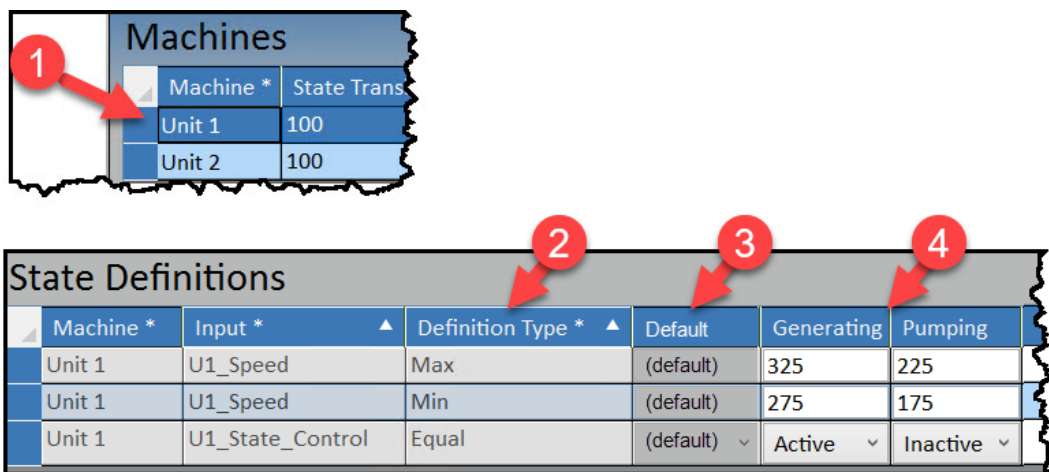 Machines
1
Machine * State Trans
Unit 1 100
Unit 2 100
2 3 4
State Definitions
Machine * Input * Definition Type * Default Generating Pumping
Unit 1 U1_Speed Max (default) 325 225
Unit 1 U1_Speed Min (default) 275 175
Unit 1 U1_State_Control Equal (default) Active Inactive